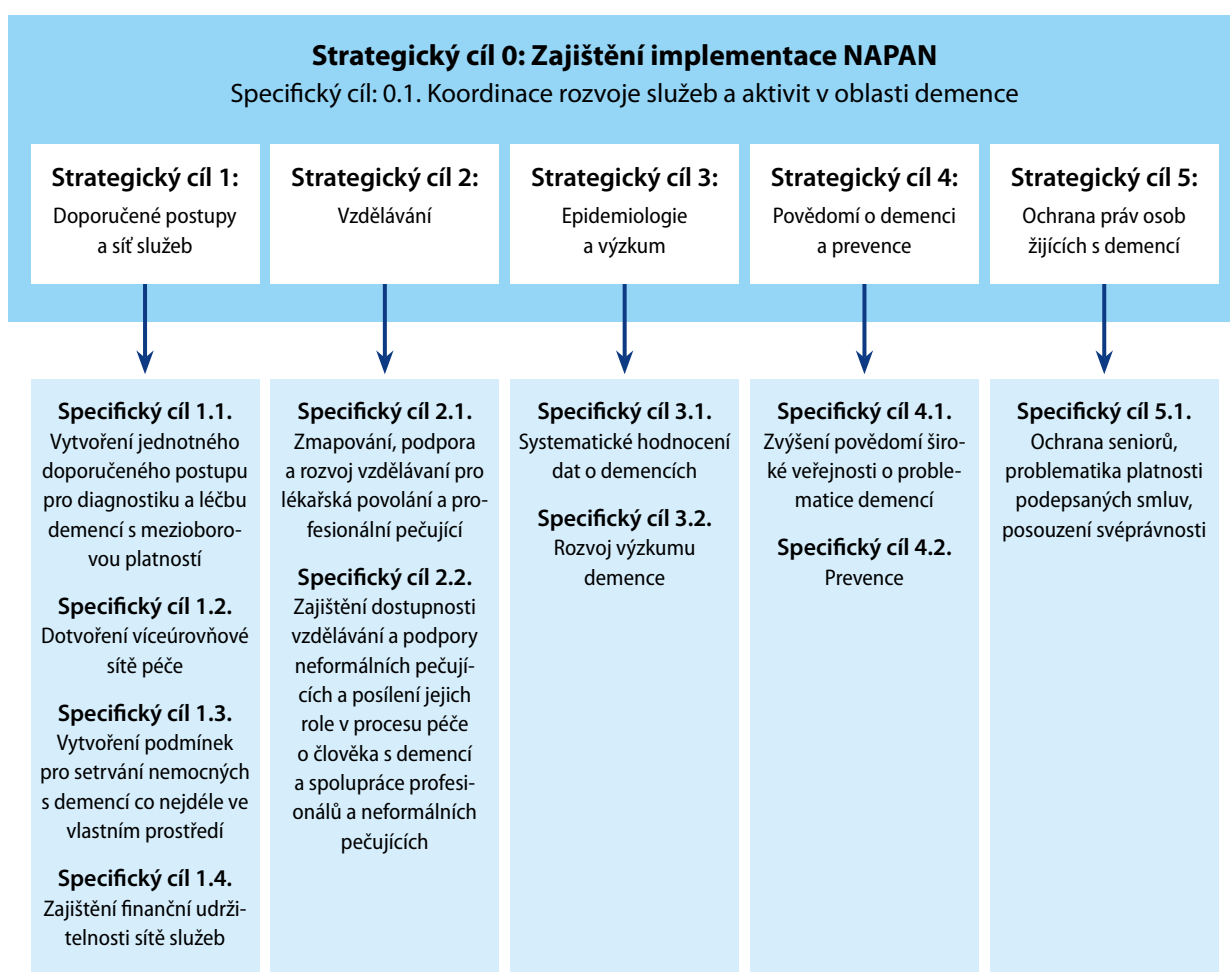 Strategický cíl 0: Zajištění implementace NAPAN
Specifický cíl: 0.1. Koordinace rozvoje služeb a aktivit v oblasti demence
Strategický cíl 1:
Doporučené postupy
a síť služeb
Strategický cíl 2:
Vzdělávání
Strategický cíl 3:
Epidemiologie
a výzkum
Strategický cíl 4:
Povědomí o demenci
a prevence
Strategický cíl 5:
Ochrana práv osob
žijících s demencí
Specifický cíl 1.1.
Vytvoření jednotného
doporučeného postupu
pro diagnostiku a léčbu
demencí s mezioboro-
vou platností
Specifický cíl 1.2.
Dotvoření víceúrovňové
sítě péče
Specifický cíl 1.3.
Vytvoření podmínek
pro setrvání nemocných
s demencí co nejdéle ve
vlastním prostředí
Specifický cíl 1.4.
Zajištění finanční udrži-
telnosti sítě služeb
Specifický cíl 2.1.
Zmapování, podpora
a rozvoj vzdělávaní pro
lékařská povolání a pro-
fesionální pečující
Specifický cíl 2.2.
Zajištění dostupnosti
vzdělávání a podpory
neformálních pečují-
cích a posílení jejich
role v procesu péče
o člověka s demencí
a spolupráce profesi-
onálů a neformálních
pečujících
Specifický cíl 3.1.
Systematické hodnocení
dat o demencích
Specifický cíl 3.2.
Rozvoj výzkumu
demence
Specifický cíl 4.1.
Zvýšení povědomí širo-
ké veřejnosti o proble-
matice demencí
Specifický cíl 4.2.
Prevence
Specifický cíl 5.1.
Ochrana seniorů,
problematika platnosti
podepsaných smluv,
posouzení svéprávnosti